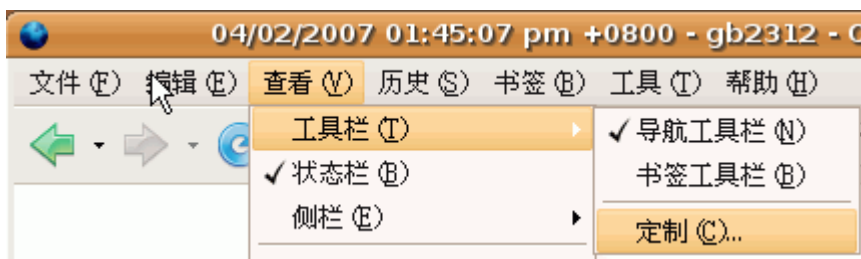 04/02/2007 01:45:07 pm +0800 - gb2312 -
文件(F) 编辑(E) 查看(V) 历史(S) 书签(B) 工具(T) 帮助(H)
工具栏(T)
✓状态栏(B)
侧栏(E)
✓导航工具栏(N)
书签工具栏(B)
定制(C)...